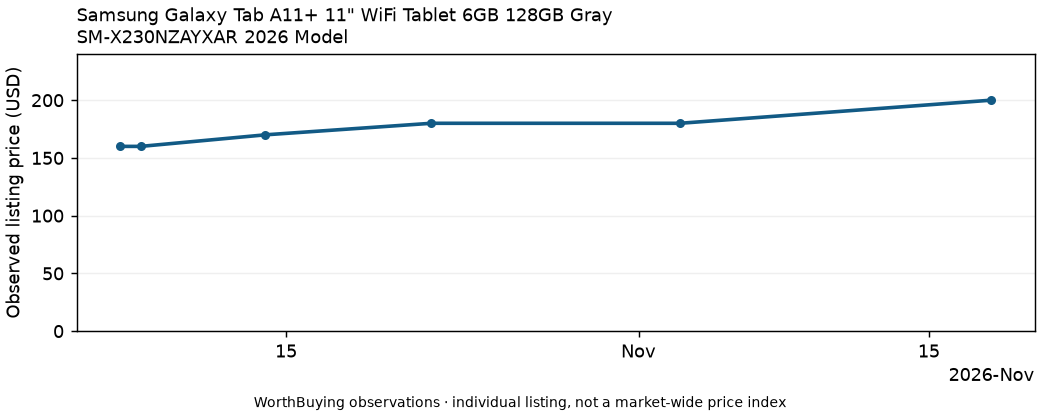 Samsung Galaxy Tab A11+ 11" WiFi Tablet 6GB 128GB Gray
SM-X230NZAYXAR 2026 Model
Observed listing price (USD)
200
150
100
50
0
15
Nov
15
2026-Nov
WorthBuying observations · individual listing, not a market-wide price index